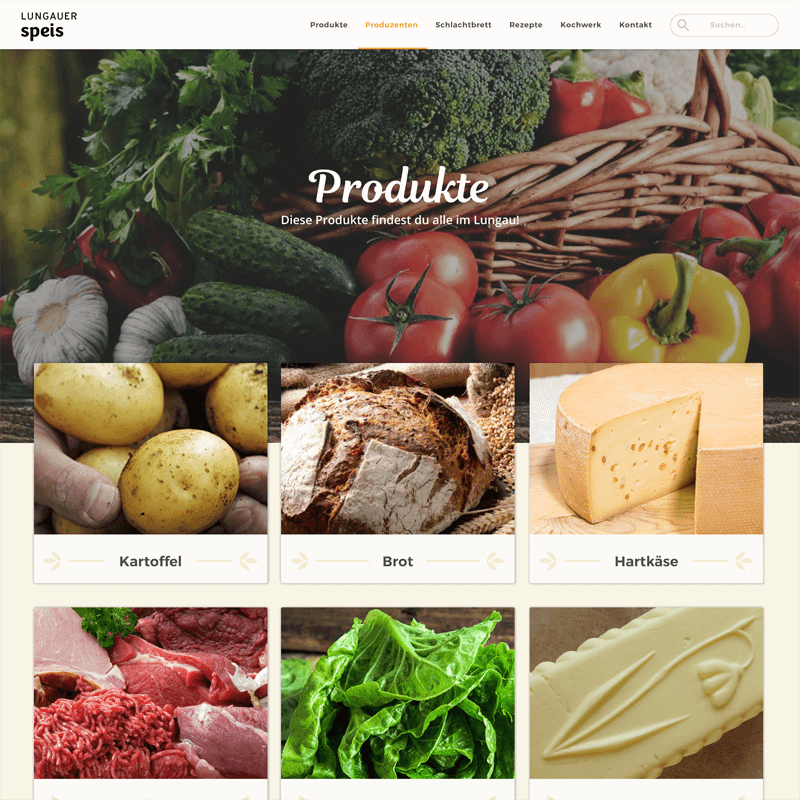 LUNGAUER
speis
Produkte Produzenten Schlachtbrett Rezepte Kochwerk Kontakt Suchen...
Produkte
Diese Produkte findest du alle im Lungau!
Kartoffel Brot Hartkäse